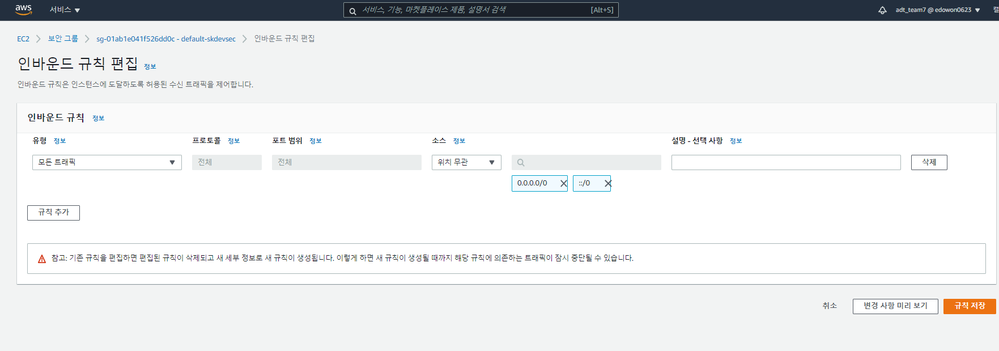 aws 서비스 서비스, 기능, 마켓플레이스 제품, 설명서 검색 [Alt+S] adt_team7 @ edowon0623
EC2 보안 그룹 sg-01ab1e041f526dd0c - default-skdevsec 인바운드 규칙 편집
인바운드 규칙 편집 정보
인바운드 규칙은 인스턴스에 도달하도록 허용된 수신 트래픽을 제어합니다.
인바운드 규칙 정보
유형 정보 프로토콜 정보 포트 범위 정보 소스 정보 설명 - 선택 사항 정보
모든 트래픽 전체 전체 위치 무관 삭제
0.0.0.0/0 ::/0
규칙 추가
참고: 기존 규칙을 편집하면 편집된 규칙이 삭제되고 새 세부 정보로 새 규칙이 생성됩니다. 이렇게 하면 새 규칙이 생성될 때까지 해당 규칙에 의존하는 트래픽이 잠시 중단될 수 있습니다.
취소 변경 사항 미리 보기 규칙 저장